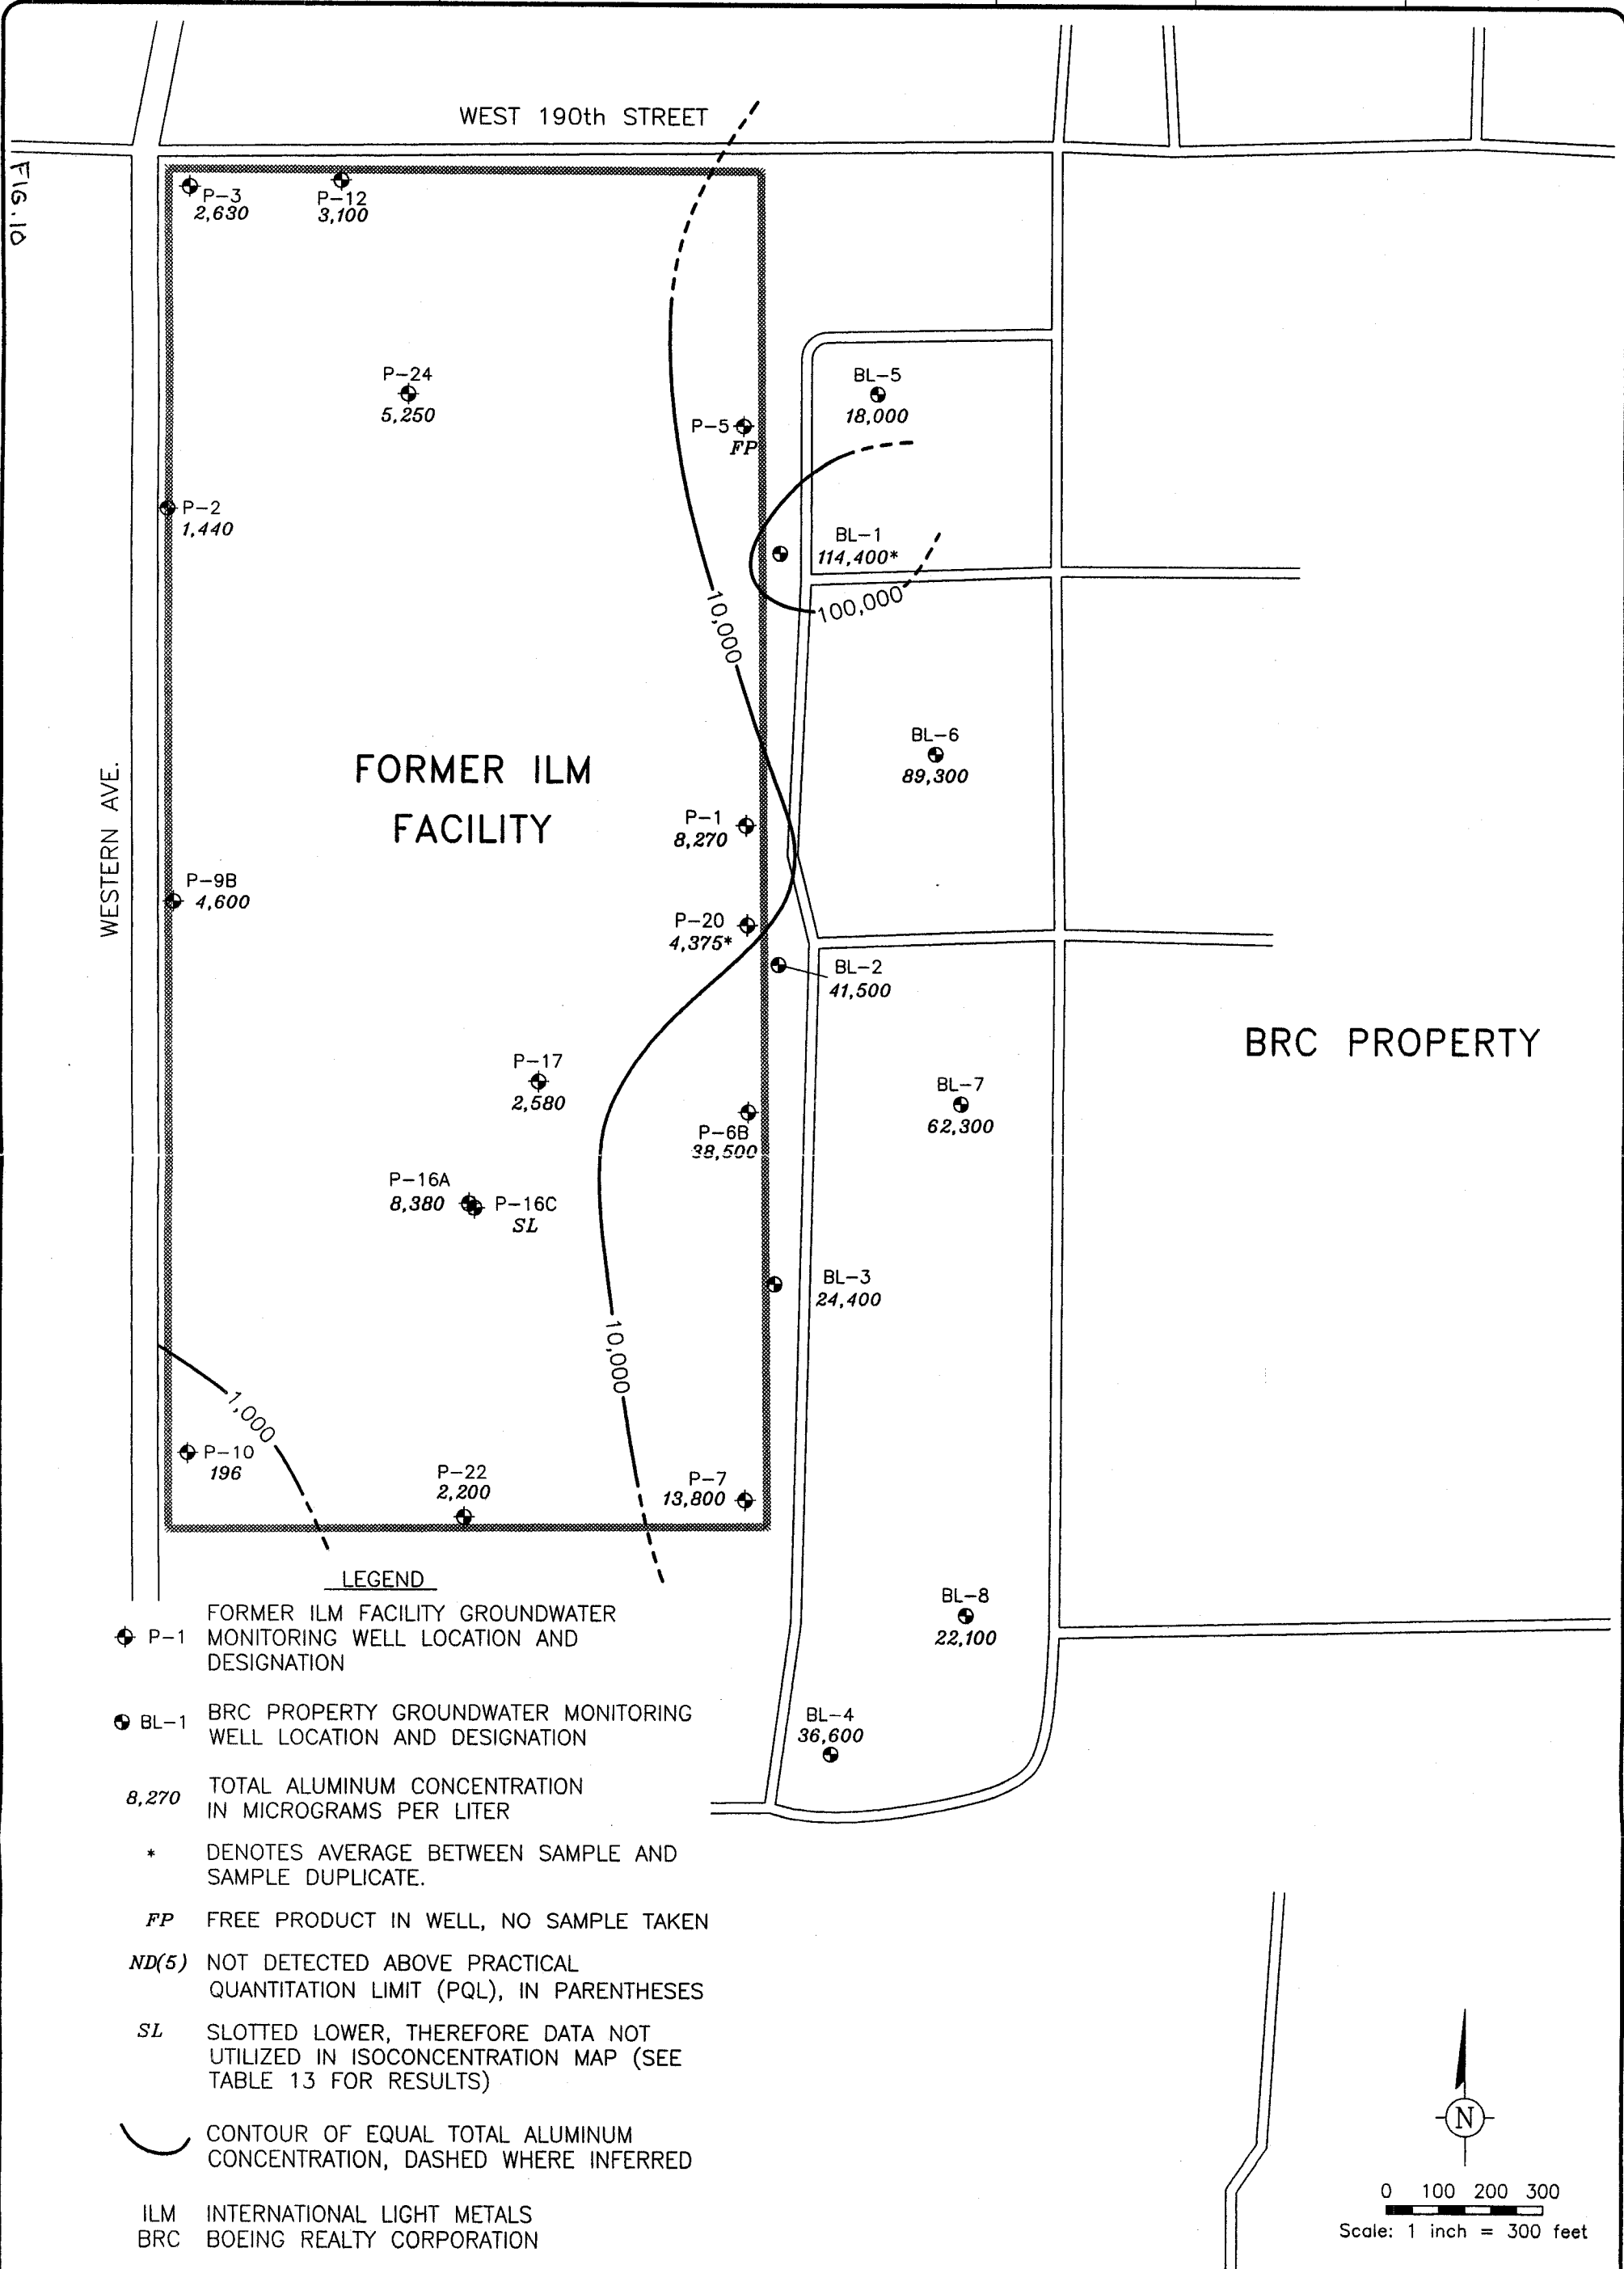 WEST 190th STREET
FIG. 10
P-3
2,630
P-12
3,100
P-24
5,250
BL-5
18,000
P-5
FP
P-2
1,440
BL-1
114,400*
100,000
10,000
BL-6
89,300
FORMER ILM
FACILITY
WESTERN AVE.
P-1
8,270
P-9B
4,600
P-20
4,375*
BL-2
41,500
BRC PROPERTY
P-17
2,580
BL-7
62,300
P-6B
38,500
P-16A
8,380
P-16C
SL
BL-3
24,400
10,000
1,000
P-10
196
P-22
2,200
P-7
13,800
BL-8
22,100
BL-4
36,600
LEGEND
P-1 FORMER ILM FACILITY GROUNDWATER
MONITORING WELL LOCATION AND
DESIGNATION
BL-1 BRC PROPERTY GROUNDWATER MONITORING
WELL LOCATION AND DESIGNATION
8,270 TOTAL ALUMINUM CONCENTRATION
IN MICROGRAMS PER LITER
* DENOTES AVERAGE BETWEEN SAMPLE AND
SAMPLE DUPLICATE.
FP FREE PRODUCT IN WELL, NO SAMPLE TAKEN
ND(5) NOT DETECTED ABOVE PRACTICAL
QUANTITATION LIMIT (PQL), IN PARENTHESES
SL SLOTTED LOWER, THEREFORE DATA NOT
UTILIZED IN ISOCONCENTRATION MAP (SEE
TABLE 13 FOR RESULTS)
CONTOUR OF EQUAL TOTAL ALUMINUM
CONCENTRATION, DASHED WHERE INFERRED
ILM INTERNATIONAL LIGHT METALS
BRC BOEING REALTY CORPORATION
N
0 100 200 300
Scale: 1 inch = 300 feet